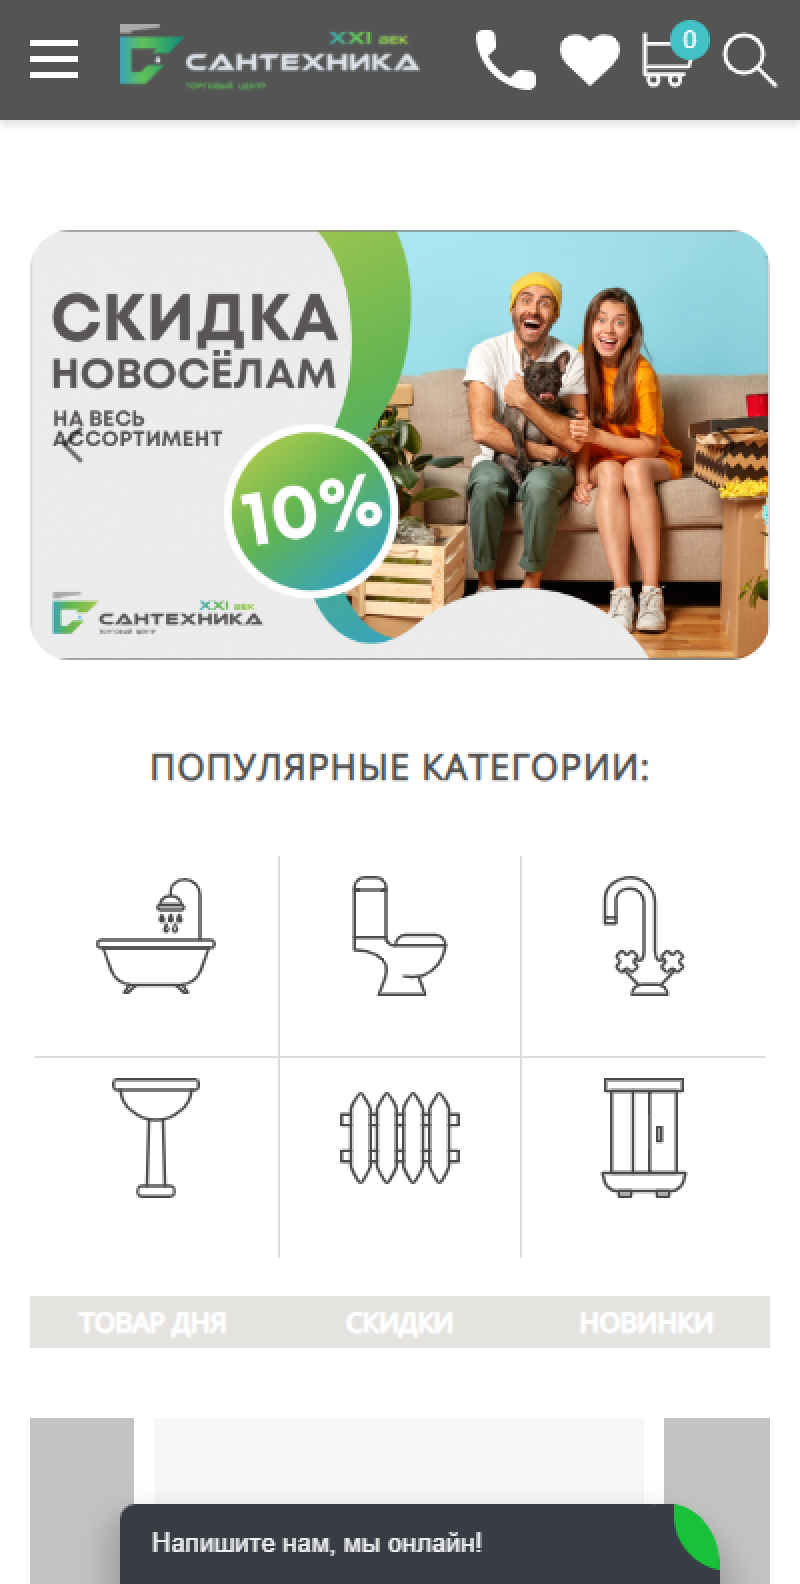 XXI век
САНТЕХНИКА
ТОРГОВЫЙ ЦЕНТР
0
СКИДКА
НОВОСЁЛАМ
НА ВЕСЬ
АССОРТИМЕНТ
10%
XXI век
САНТЕХНИКА
ТОРГОВЫЙ ЦЕНТР
ПОПУЛЯРНЫЕ КАТЕГОРИИ:
ТОВАР ДНЯ СКИДКИ НОВИНКИ
Напишите нам, мы онлайн!